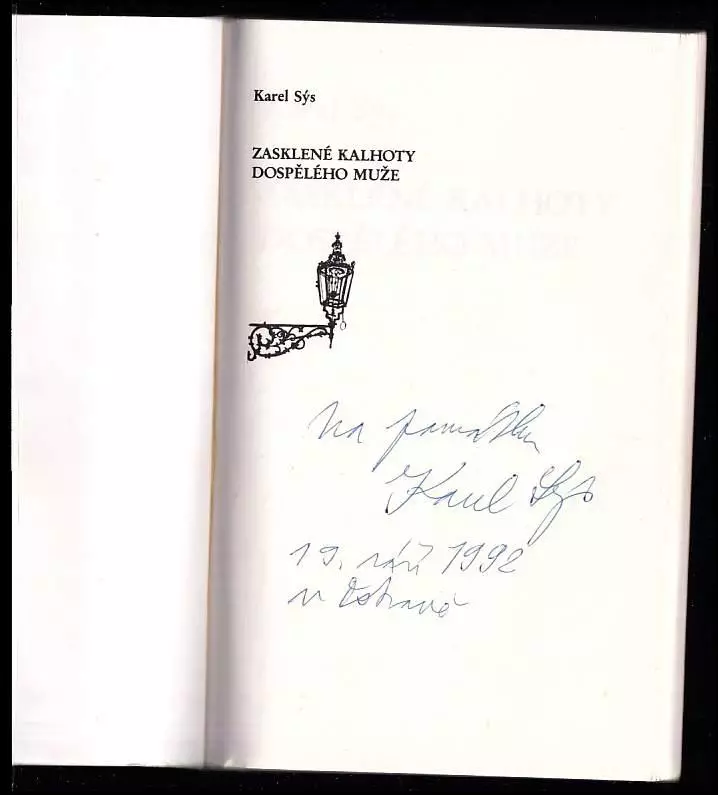 Karel Sýs
ZASKLENÉ KALHOTY
DOSPĚLÉHO MUŽE
Na památku
Karel Sýs
19. září 1992
v Ostravě